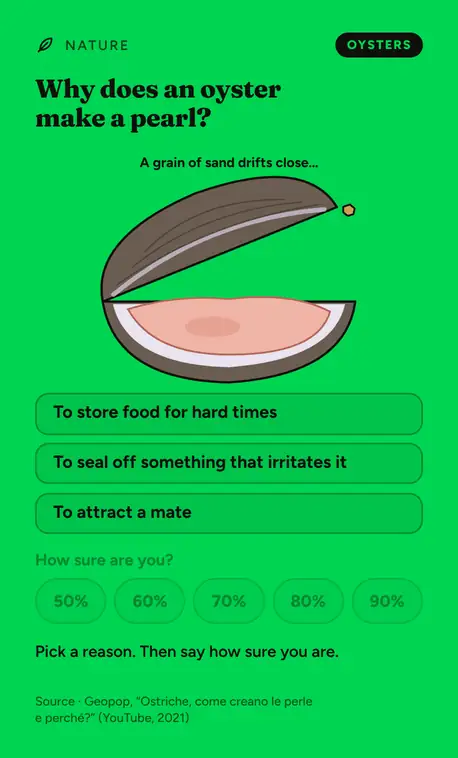 NATURE
OYSTERS
Why does an oyster
make a pearl?
A grain of sand drifts close...
To store food for hard times
To seal off something that irritates it
To attract a mate
How sure are you?
50%
60%
70%
80%
90%
Pick a reason. Then say how sure you are.
Source · Geopop, “Ostriche, come creano le perle
e perché?” (YouTube, 2021)